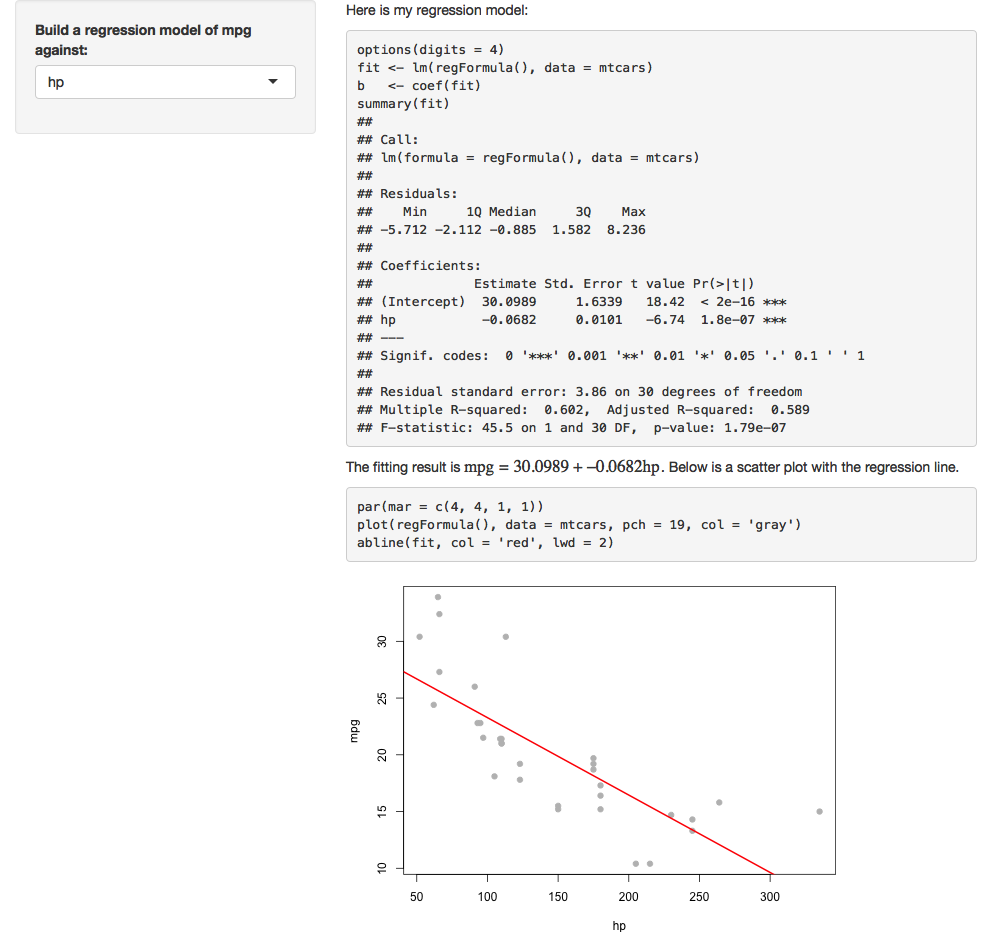 Build a regression model of mpg
against:
hp
Here is my regression model:
options(digits = 4)
fit <- lm(regFormula(), data = mtcars)
b   <- coef(fit)
summary(fit)
##
## Call:
## lm(formula = regFormula(), data = mtcars)
##
## Residuals:
##    Min     1Q Median     3Q    Max
## -5.712 -2.112 -0.885  1.582  8.236
##
## Coefficients:
##             Estimate Std. Error t value Pr(>|t|)
## (Intercept)  30.0989     1.6339   18.42  < 2e-16 ***
## hp           -0.0682     0.0101   -6.74  1.8e-07 ***
## ---
## Signif. codes:  0 '***' 0.001 '**' 0.01 '*' 0.05 '.' 0.1 ' ' 1
##
## Residual standard error: 3.86 on 30 degrees of freedom
## Multiple R-squared:  0.602,	Adjusted R-squared:  0.589
## F-statistic: 45.5 on 1 and 30 DF,  p-value: 1.79e-07
The fitting result is mpg = 30.0989 + −0.0682hp. Below is a scatter plot with the regression line.
par(mar = c(4, 4, 1, 1))
plot(regFormula(), data = mtcars, pch = 19, col = 'gray')
abline(fit, col = 'red', lwd = 2)
30
25
20
15
10
mpg
50 100 150 200 250 300
hp